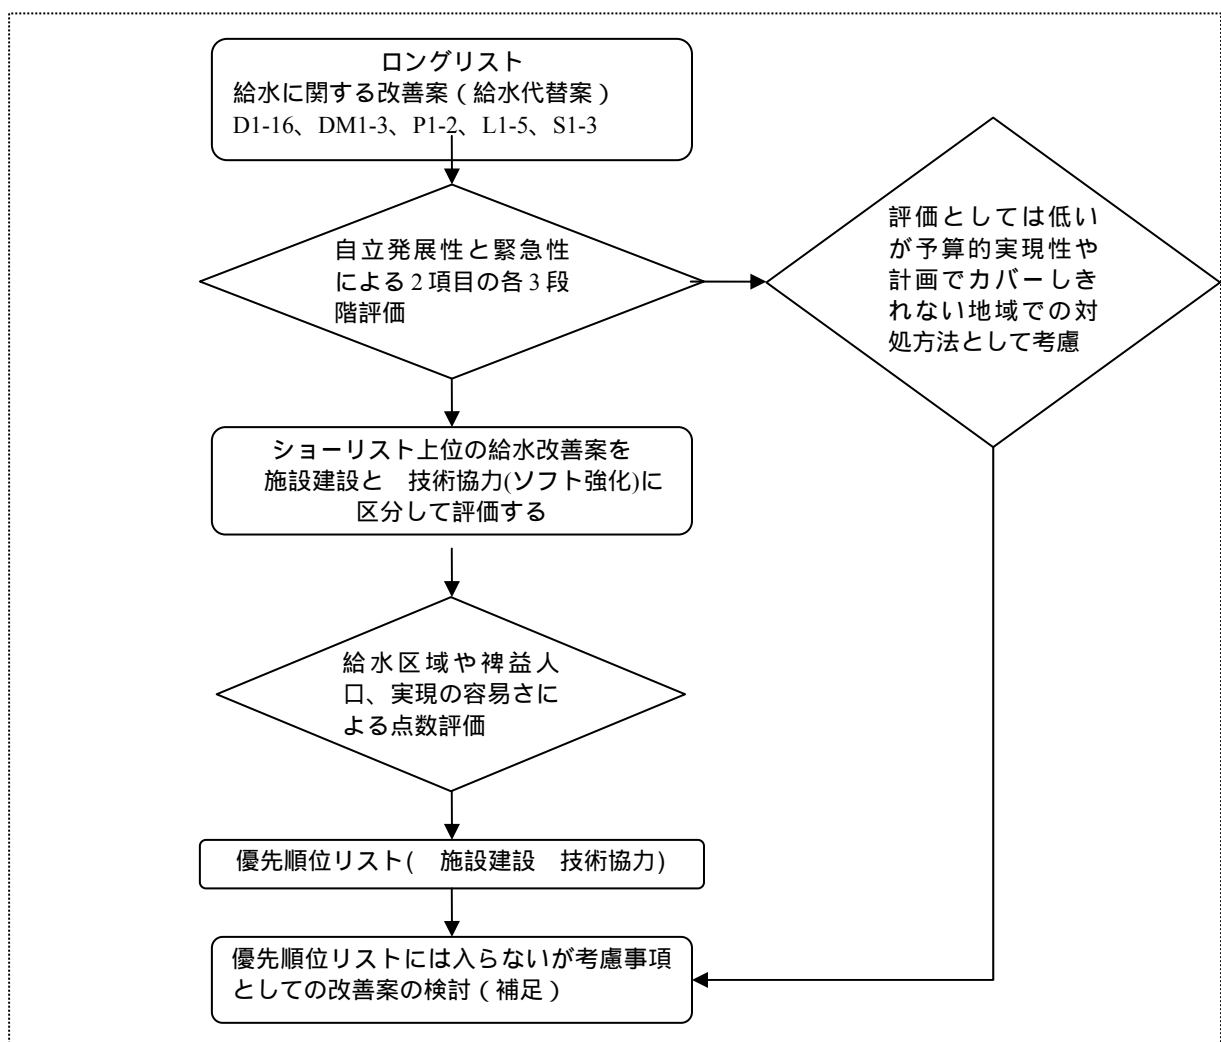 ロングリスト
給水に関する改善案(給水代替案)
D1-16、DM1-3、P1-2、L1-5、S1-3
自立発展性と緊急性
による2項目の各3段
階評価
評価としては低い
が予算的実現性や
計画でカバーしき
れない地域での対
処方法として考慮
ショーリスト上位の給水改善案を
施設建設と 技術協力(ソフト強化)に
区分して評価する
給水区域や裨益人
口、実現の容易さに
よる点数評価
優先順位リスト( 施設建設 技術協力)
優先順位リストには入らないが考慮事項
としての改善案の検討(補足)